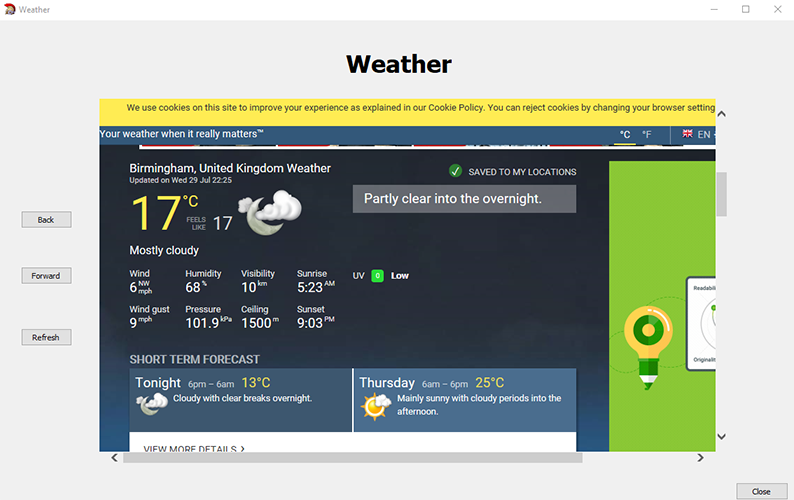 Weather
Weather
We use cookies on this site to improve your experience as explained in our Cookie Policy. You can reject cookies by changing your browser setting
Your weather when it really matters™
°C °F EN
Birmingham, United Kingdom Weather
Updated on Wed 29 Jul 22:25
SAVED TO MY LOCATIONS
17 °C
FEELS LIKE 17
Partly clear into the overnight.
Mostly cloudy
Wind Humidity Visibility Sunrise
6 NW mph 68 % 10 km 5:23 AM
UV 0 Low
Wind gust Pressure Ceiling Sunset
9 mph 101.9 kPa 1500 m 9:03 PM
Back
Forward
Refresh
SHORT TERM FORECAST
Tonight 6pm – 6am 13°C
Cloudy with clear breaks overnight.
Thursday 6am – 6pm 25°C
Mainly sunny with cloudy periods into the
afternoon.
VIEW MORE DETAILS >
Readabili
Originalit
Close